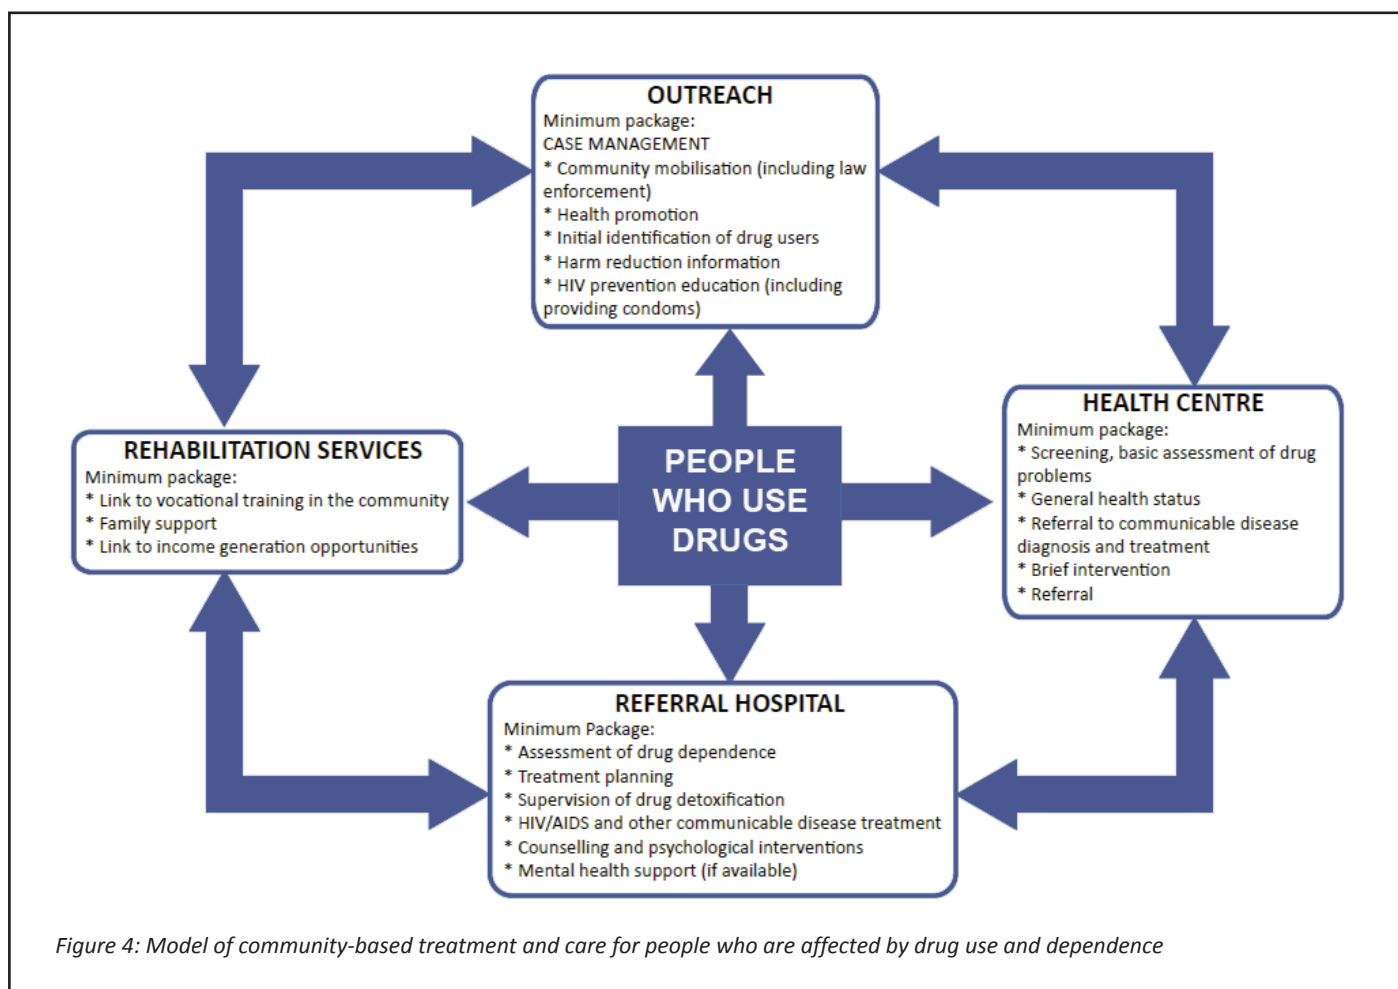 OUTREACH
Minimum package:
CASE MANAGEMENT
* Community mobilisation (including law
enforcement)
* Health promotion
* Initial identification of drug users
* Harm reduction information
* HIV prevention education (including
providing condoms)
REHABILITATION SERVICES
Minimum package:
* Link to vocational training in the community
* Family support
* Link to income generation opportunities
PEOPLE
WHO USE
DRUGS
HEALTH CENTRE
Minimum package:
* Screening, basic assessment of drug
problems
* General health status
* Referral to communicable disease
diagnosis and treatment
* Brief intervention
* Referral
REFERRAL HOSPITAL
Minimum Package:
* Assessment of drug dependence
* Treatment planning
* Supervision of drug detoxification
* HIV/AIDS and other communicable disease treatment
* Counselling and psychological interventions
* Mental health support (if available)
Figure 4: Model of community-based treatment and care for people who are affected by drug use and dependence